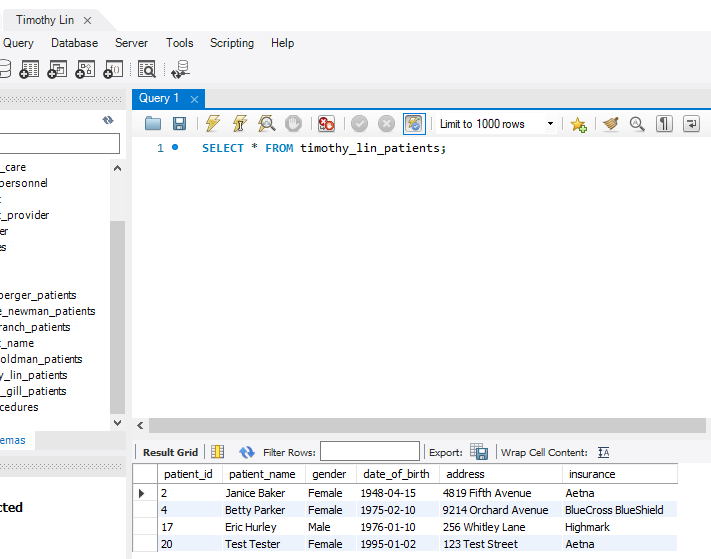 Timothy Lin
Query Database Server Tools Scripting Help
Query 1
Limit to 1000 rows
1 SELECT * FROM timothy_lin_patients;
_care
personnel
t
t_provider
er
es
perger_patients
e_newman_patients
ranch_patients
t_name
oldman_patients
y_lin_patients
_gill_patients
cedures
emas
cted
Result Grid Filter Rows: Export: Wrap Cell Content:
patient_id patient_name gender date_of_birth address insurance
2 Janice Baker Female 1948-04-15 4819 Fifth Avenue Aetna
4 Betty Parker Female 1975-02-10 9214 Orchard Avenue BlueCross BlueShield
17 Eric Hurley Male 1976-01-10 256 Whitley Lane Highmark
20 Test Tester Female 1995-01-02 123 Test Street Aetna